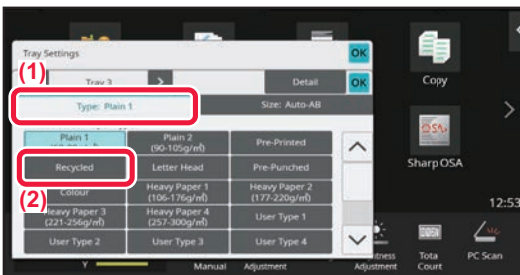 Tray Settings
OK
(1)
Tray 3
>
Detail
OK
Type: Plain 1
Size: Auto-AB
Plain 1
Plain 2
(90-105g/㎡)
Pre-Printed
Recycled
Letter Head
Pre-Punched
(2)
Colour
Heavy Paper 1
(106-176g/㎡)
Heavy Paper 2
(177-220g/㎡)
Heavy Paper 3
(221-256g/㎡)
Heavy Paper 4
(257-300g/㎡)
User Type 1
User Type 2
User Type 3
User Type 4
Copy
Sharp OSA
12:53
Y
Manual
Adjustment
Adjustment
Tota
Court
PC Scan